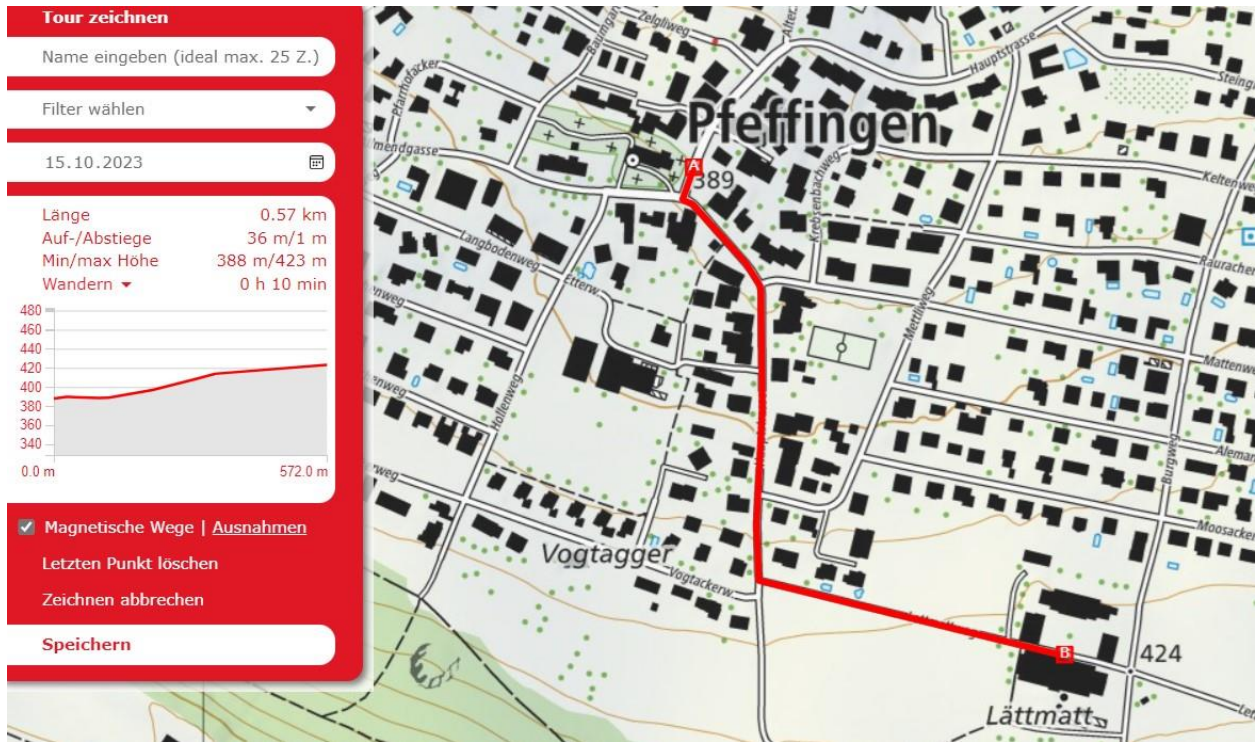 Tour zeichnen
Name eingeben (ideal max. 25 Z.)
Filter wählen
15.10.2023
Länge 0.57 km
Auf-/Abstiege 36 m/1 m
Min/max Höhe 388 m/423 m
Wandern 0 h 10 min
480
460
440
420
400
380
360
340
0.0 m 572.0 m
Magnetische Wege | Ausnahmen
Letzten Punkt löschen
Zeichnen abbrechen
Speichern
Zelgliweg
Hauptstrasse
Pfarrhofacker
Pfeffingen
A
389
Krebsenbachweg
Langbodenweg
Etterw.
Mettliweg
Hollenweg
Burgweg
Vogtagger
Vogtackerw.
B
424
Lättmatt